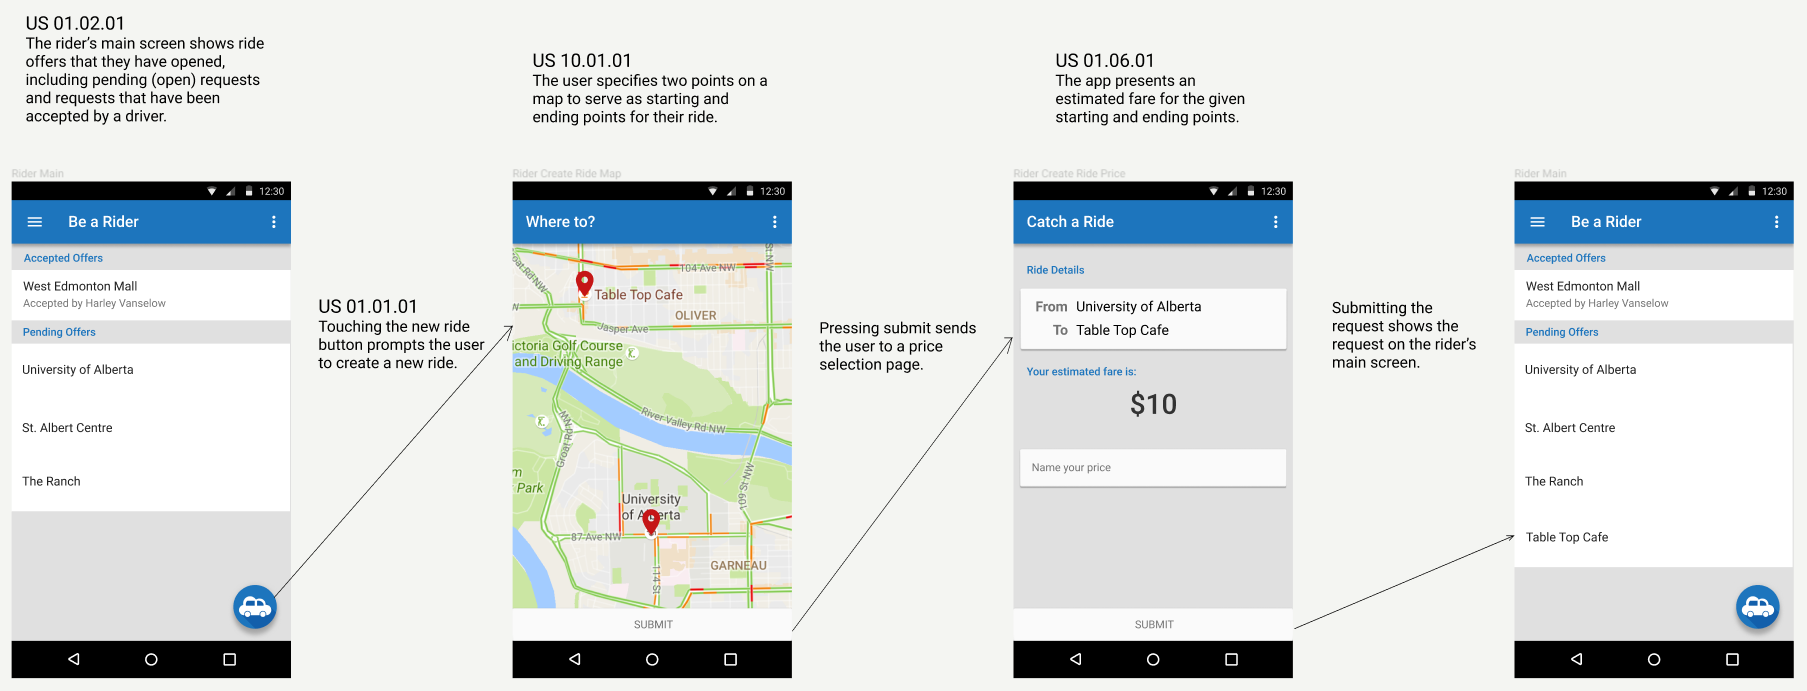 US 01.02.01
The rider's main screen shows ride
offers that they have opened,
including pending (open) requests
and requests that have been
accepted by a driver.
US 10.01.01
The user specifies two points on a
map to serve as starting and
ending points for their ride.
US 01.06.01
The app presents an
estimated fare for the given
starting and ending points.
Rider Main
12:30
Be a Rider
Accepted Offers
West Edmonton Mall
Accepted by Harley Vanselow
Pending Offers
University of Alberta
St. Albert Centre
The Ranch
US 01.01.01
Touching the new ride
button prompts the user
to create a new ride.
Rider Create Ride Map
12:30
Where to?
104 Ave NW
Table Top Cafe
OLIVER
Jasper Ave
ictoria Golf Course
and Driving Range
River Valley Rd NW
Groat Rd NW
109 St NW
Park
University
of Alberta
87 Ave NW
114 St
GARNEAU
SUBMIT
Pressing submit sends
the user to a price
selection page.
Rider Create Ride Price
12:30
Catch a Ride
Ride Details
From University of Alberta
To Table Top Cafe
Your estimated fare is:
$10
Name your price
SUBMIT
Submitting the
request shows the
request on the rider's
main screen.
Rider Main
12:30
Be a Rider
Accepted Offers
West Edmonton Mall
Accepted by Harley Vanselow
Pending Offers
University of Alberta
St. Albert Centre
The Ranch
Table Top Cafe